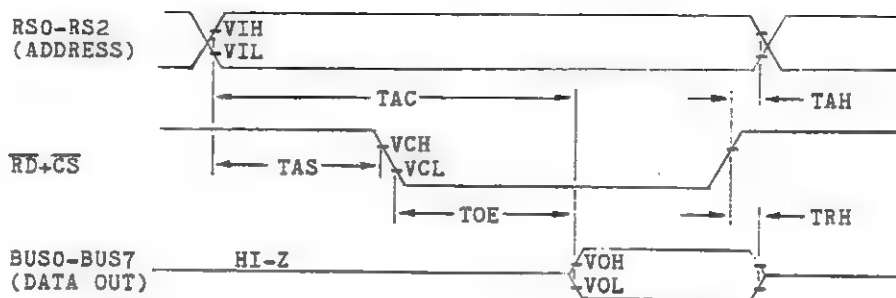 RS0-RS2
(ADDRESS)
VIH
VIL
TAC
TAH
RD+CS
VCH
VCL
TAS
TOE
TRH
BUS0-BUS7
(DATA OUT)
HI-Z
VOH
VOL